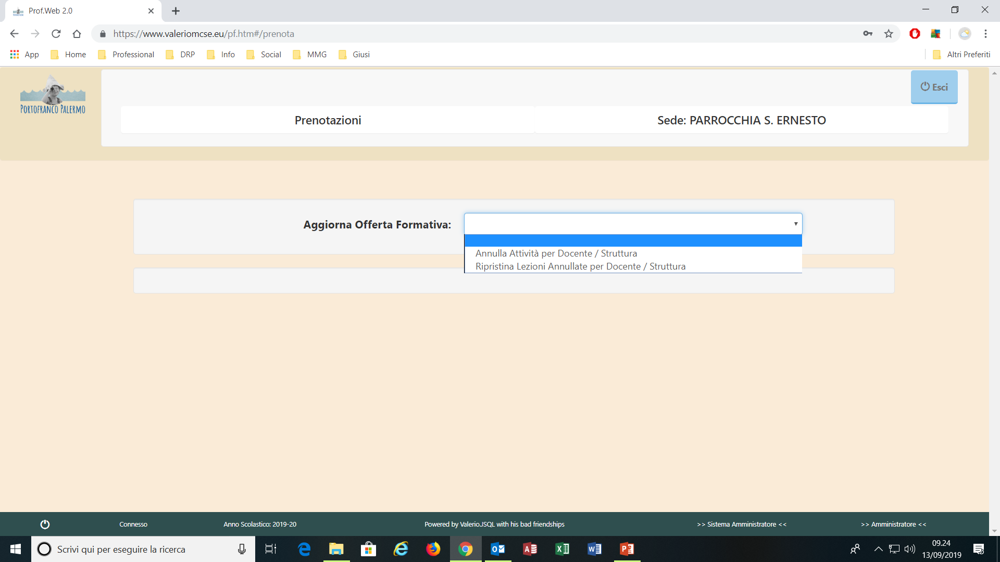 Prof.Web 2.0
https://www.valeriomcse.eu/pf.htm#/prenota
App Home Professional DRP Info Social MMG Giusi Altri Preferiti
PORTOFRANCO PALERMO
Esci
Prenotazioni Sede: PARROCCHIA S. ERNESTO
Aggiorna Offerta Formativa:
Annulla Attività per Docente / Struttura
Ripristina Lezioni Annullate per Docente / Struttura
Connesso Anno Scolastico: 2019-20 Powered by ValerioJSQL with his bad friendships >> Sistema Amministratore << >> Amministratore <<
Scrivi qui per eseguire la ricerca
09.24
13/09/2019